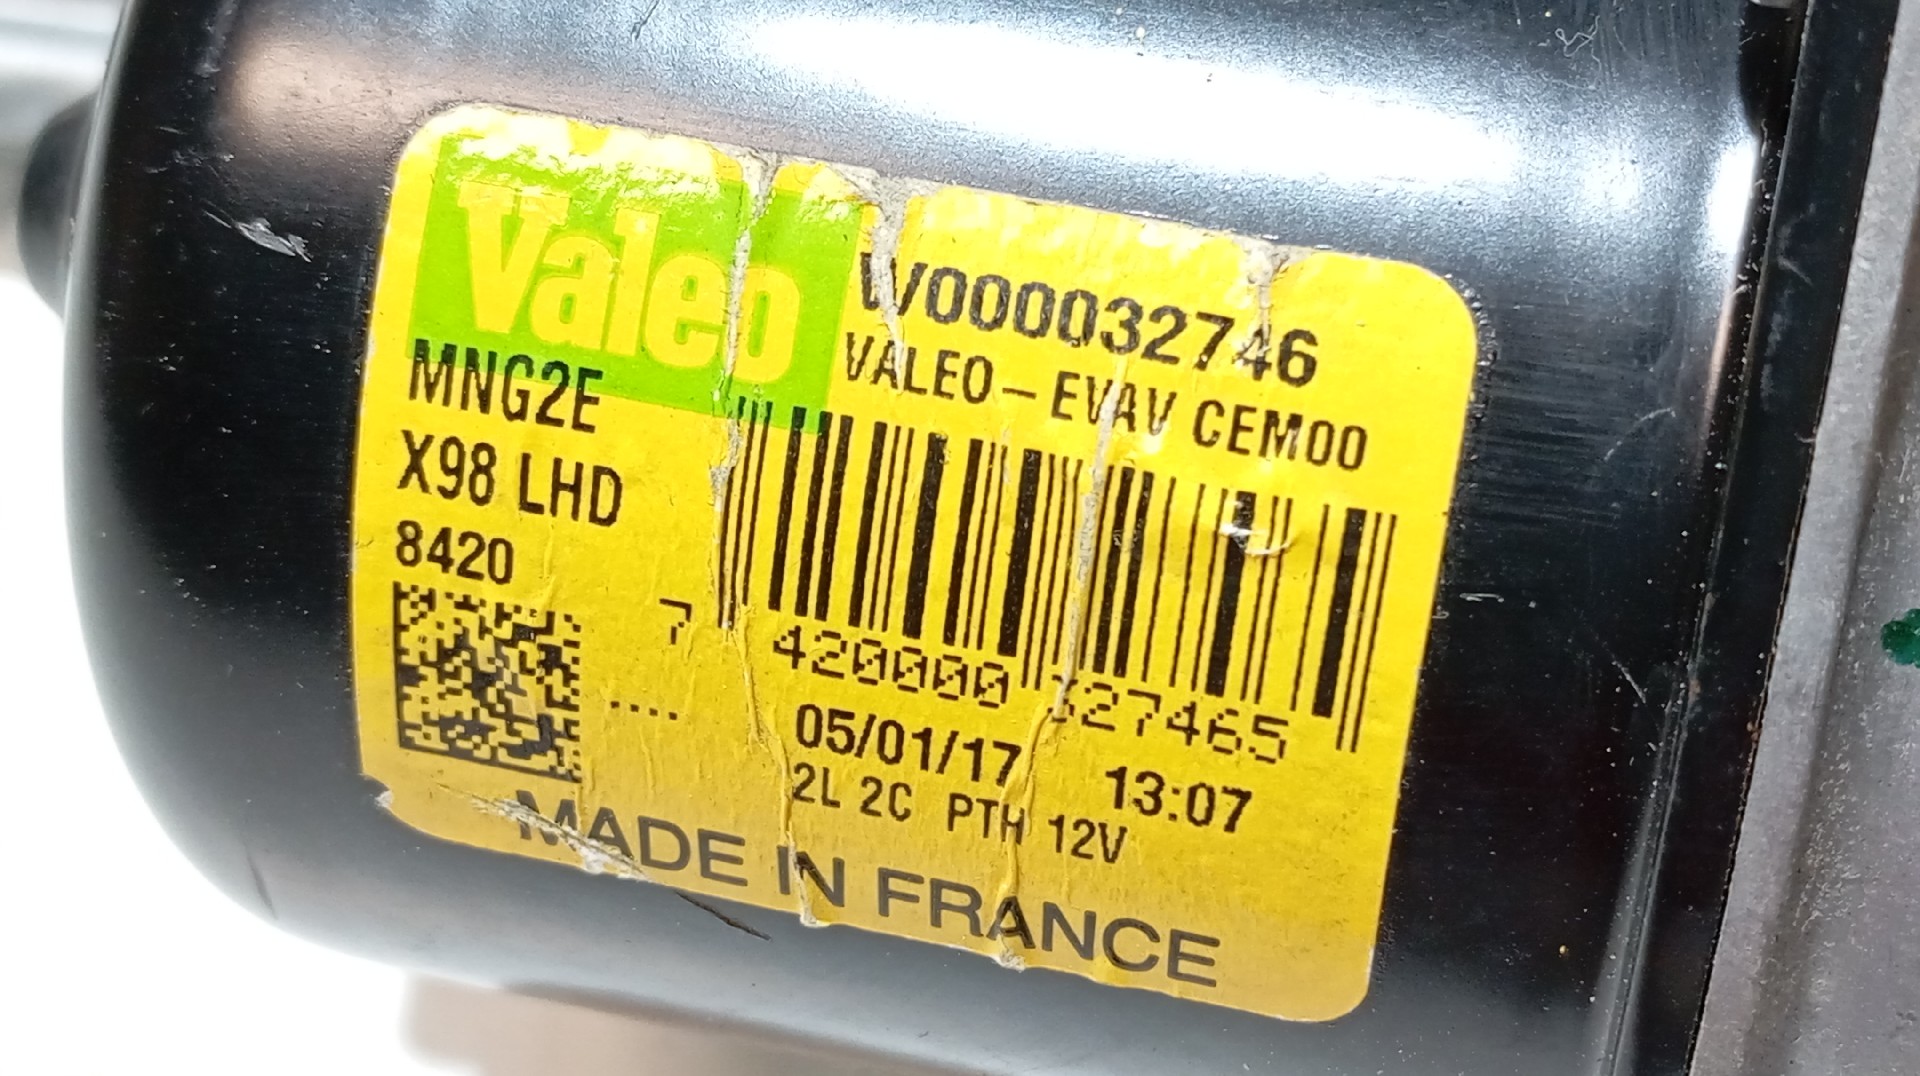 Valeo
W000032746
VALEO - EVAV CEM00
MNG2E
X98 LHD
8420
7 420000 327465
....
05/01/17 13:07
2L 2C PTH 12V
MADE IN FRANCE